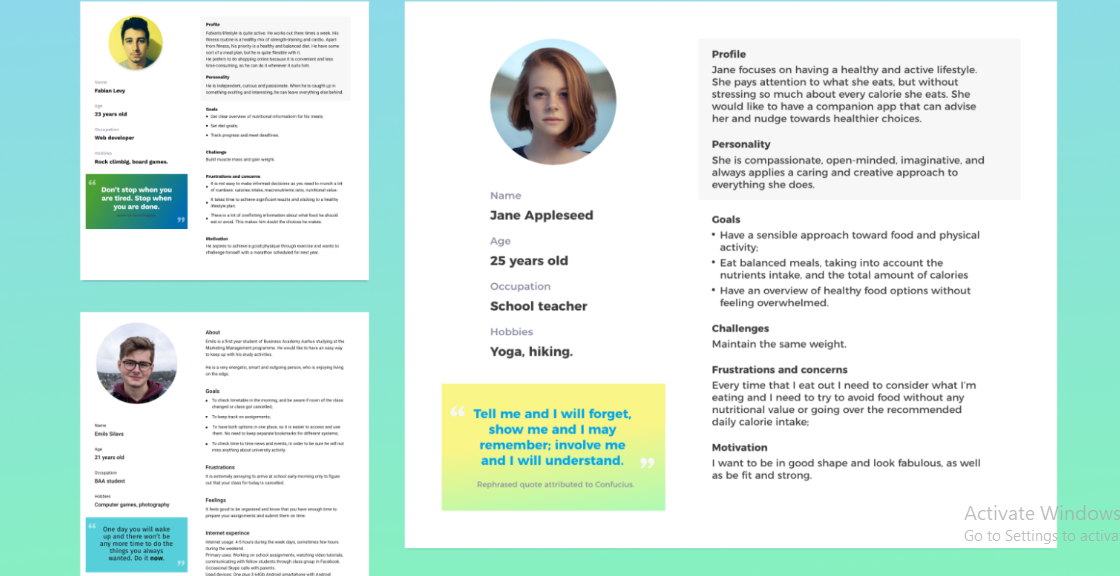 Name
Fabian Levy
Age
23 years old
Occupation
Web developer
Hobbies
Rock climbig, board games.
“
Don't stop when you
are tired. Stop when
you are done.
”
Profile
Fabians lifestyle is quite active. He works out three times a week. His
fitness routine is a healthy mix of strength-training and cardio. Apart
from fitness, his priority is a healthy and balanced diet. He have some
sort of a meal plan, but he is quite flexible with it.
He prefers to do shopping online because it is convenient and less
time-consuming, as he can do it whenever it suits him.
Personality
He is independent, curious and passionate. When he is caught up in
something exciting and interesting, he can leave everything else behind
Goals
• Get clear overview of nutritional information for his meals;
• Set diet goals;
• Track progress and meet deadlines.
Challenge
Build muscle mass and gain weight.
Frustrations and concerns
• It is not easy to make informed decisions as you need to crunch a lot
of numbers: calories intake, macronutrients ratio, nutritional value.
• It takes time to achieve significant results and sticking to a healthy
lifestyle plan.
• There is a lot of conflicting information about what food he should
eat or avoid. This makes him doubt the choices he makes.
Motivation
He aspires to achieve a good physique through exercise and wants to
challenge himself with a marathon scheduled for next year.
Name
Emils Silavs
Age
21 years old
Occupation
BAA student
Hobbies
Computer games, photography
“
One day you will wake
up and there won't be
any more time to do the
things you always
wanted. Do it now.
”
About
Emils is a first year student of Business Academy Aarhus studying at the
Marketing Management programme. He would like to have an easy way
to keep up with his study activities.
He is a very energetic, smart and outgoing person, who is enjoying living
on the edge.
Goals
• To check timetable in the morning, and be aware if room of the class
changed or class got cancelled;
• To keep track on assignments;
• To have both options in one place, so it is easier to access and use
them. No need to keep separate bookmarks for different systems;
• To check time to time news and events, in order to be sure he will not
miss anything about university activity.
Frustrations
It is extremely annoying to arrive at school early morning only to figure
out that your class for today is cancelled.
Feelings
It feels good to be organised and know that you have enough time to
prepare your assignments and submit them on time.
Internet experince
Internet usage: 4-5 hours during the week days, sometimes few hours
during the weekend.
Primary uses: Working on school assignments, watching video tutorials,
communicating with fellow students through class group in Facebook.
Occasional Skype calls with parents.
Used devices: One plus 3 64Gb Android smartphone with Android
Name
Jane Appleseed
Age
25 years old
Occupation
School teacher
Hobbies
Yoga, hiking.
“
Tell me and I will forget,
show me and I may
remember; involve me
and I will understand.
”
Rephrased quote attributed to Confucius.
Profile
Jane focuses on having a healthy and active lifestyle.
She pays attention to what she eats, but without
stressing so much about every calorie she eats. She
would like to have a companion app that can advise
her and nudge towards healthier choices.
Personality
She is compassionate, open-minded, imaginative, and
always applies a caring and creative approach to
everything she does.
Goals
• Have a sensible approach toward food and physical
activity;
• Eat balanced meals, taking into account the
nutrients intake, and the total amount of calories
• Have an overview of healthy food options without
feeling overwhelmed.
Challenges
Maintain the same weight.
Frustrations and concerns
Every time that I eat out I need to consider what I'm
eating and I need to try to avoid food without any
nutritional value or going over the recommended
daily calorie intake;
Motivation
I want to be in good shape and look fabulous, as well
as be fit and strong.
Activate Windows
Go to Settings to activa